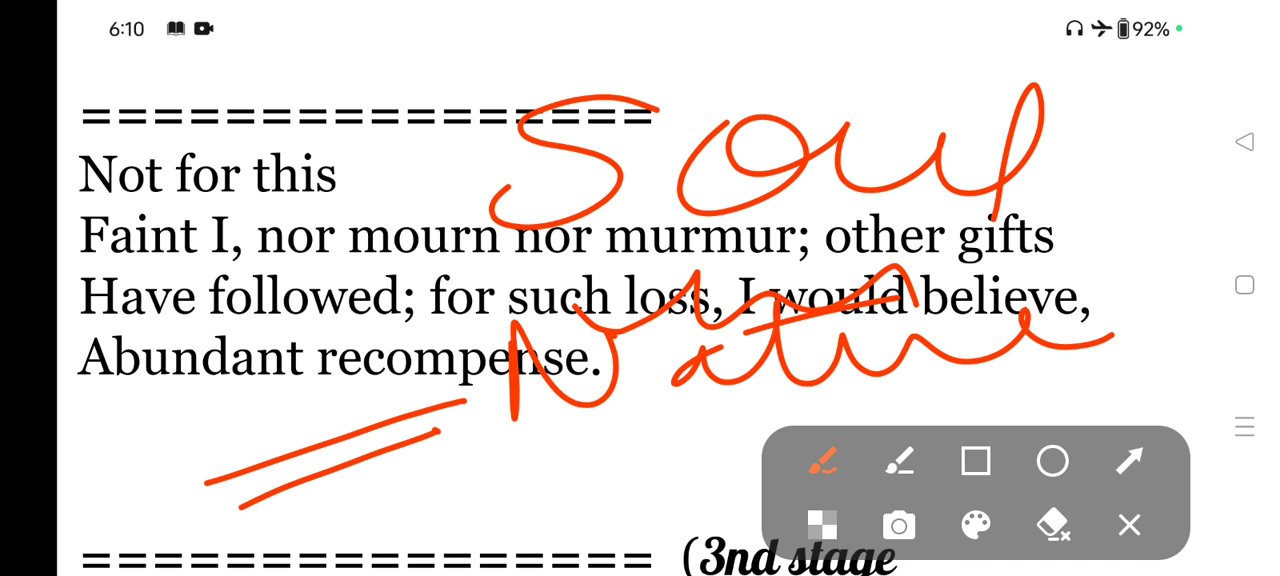 6:10 92%
=================
Soul
Not for this
Faint I, nor mourn nor murmur; other gifts
Have followed; for such loss, I would believe,
Nature
Abundant recompense.
================= (3nd stage